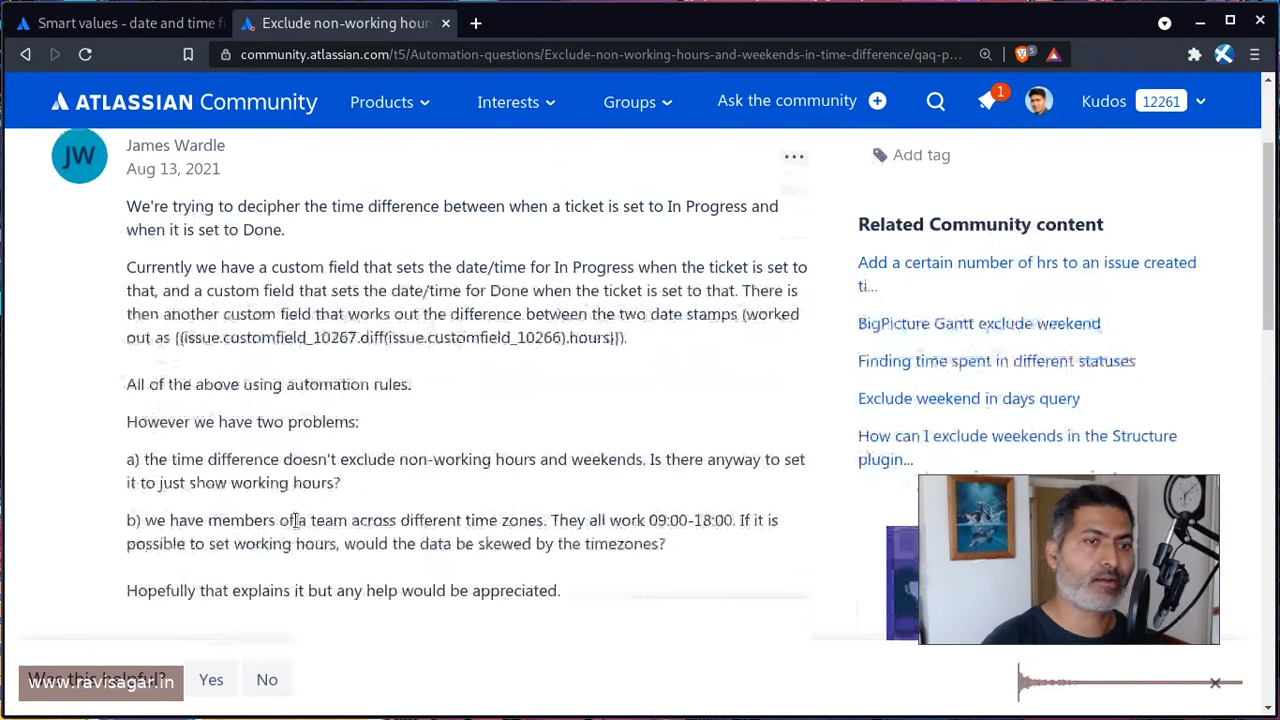 Smart values - date and time f
Exclude non-working hour
community.atlassian.com/t5/Automation-questions/Exclude-non-working-hours-and-weekends-in-time-difference/qaq-p...
5
ATLASSIAN Community
Products
Interests
Groups
Ask the community
1
Kudos
12261
JW
James Wardle
Aug 13, 2021
We're trying to decipher the time difference between when a ticket is set to In Progress and
when it is set to Done.
Currently we have a custom field that sets the date/time for In Progress when the ticket is set to
that, and a custom field that sets the date/time for Done when the ticket is set to that. There is
then another custom field that works out the difference between the two date stamps (worked
out as {{issue.customfield_10267.diff(issue.customfield_10266).hours}}).
All of the above using automation rules.
However we have two problems:
a) the time difference doesn't exclude non-working hours and weekends. Is there anyway to set
it to just show working hours?
b) we have members of a team across different time zones. They all work 09:00-18:00. If it is
possible to set working hours, would the data be skewed by the timezones?
Hopefully that explains it but any help would be appreciated.
Add tag
Related Community content
Add a certain number of hrs to an issue created
ti...
BigPicture Gantt exclude weekend
Finding time spent in different statuses
Exclude weekend in days query
How can I exclude weekends in the Structure
plugin...
Was this helpful?
Yes
No
www.ravisagar.in